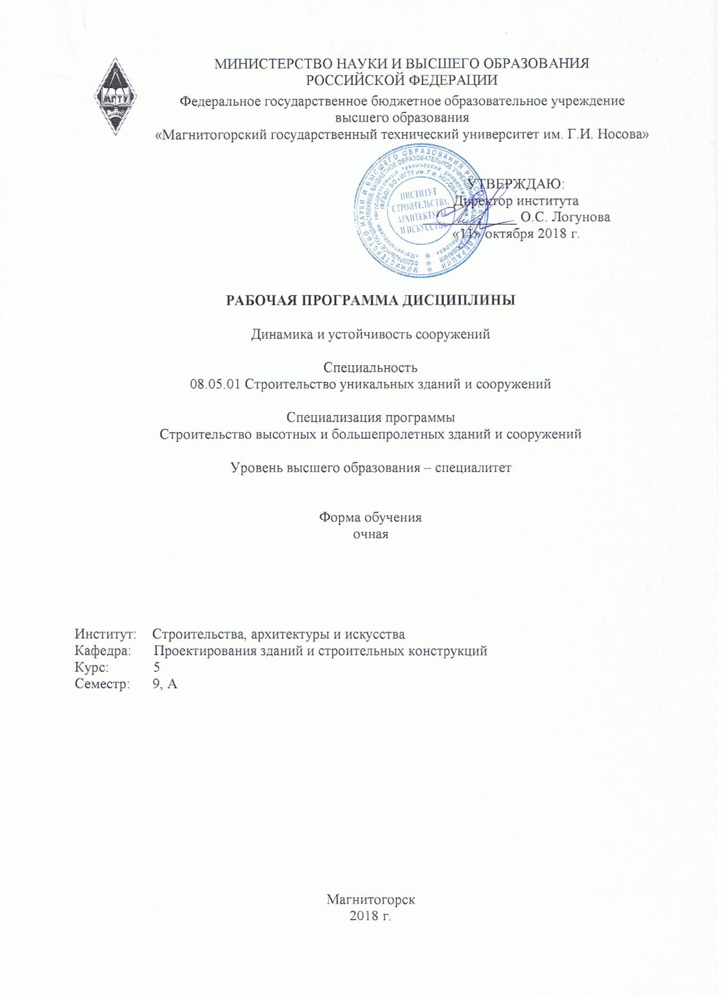 МИНИСТЕРСТВО НАУКИ И ВЫСШЕГО ОБРАЗОВАНИЯ
РОССИЙСКОЙ ФЕДЕРАЦИИ
МГТУ
Федеральное государственное бюджетное образовательное учреждение
высшего образования
«Магнитогорский государственный технический университет им. Г.И. Носова»
УТВЕРЖДАЮ:
Директор института
О.С. Логунова
«11» октября 2018 г.
ИНСТИТУТ
СТРОИТЕЛЬСТВА,
АРХИТЕКТУРЫ
И ИСКУССТВА
РАБОЧАЯ ПРОГРАММА ДИСЦИПЛИНЫ
Динамика и устойчивость сооружений
Специальность
08.05.01 Строительство уникальных зданий и сооружений
Специализация программы
Строительство высотных и большепролетных зданий и сооружений
Уровень высшего образования – специалитет
Форма обучения
очная
Институт: Строительства, архитектуры и искусства
Кафедра: Проектирования зданий и строительных конструкций
Курс: 5
Семестр: 9, А
Магнитогорск
2018 г.